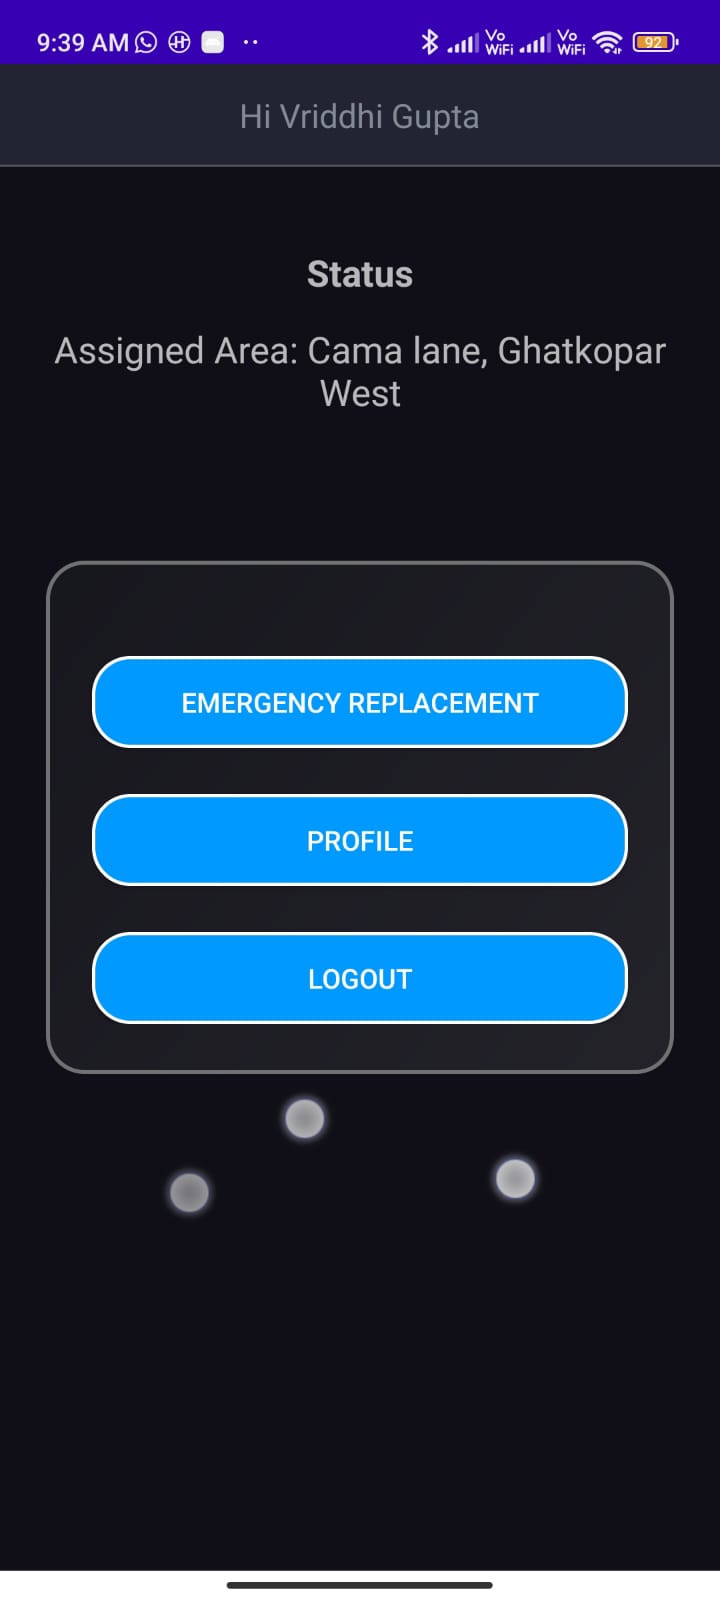 9:39 AM Vo WiFi Vo WiFi 92
Hi Vriddhi Gupta
Status
Assigned Area: Cama lane, Ghatkopar
West
EMERGENCY REPLACEMENT
PROFILE
LOGOUT